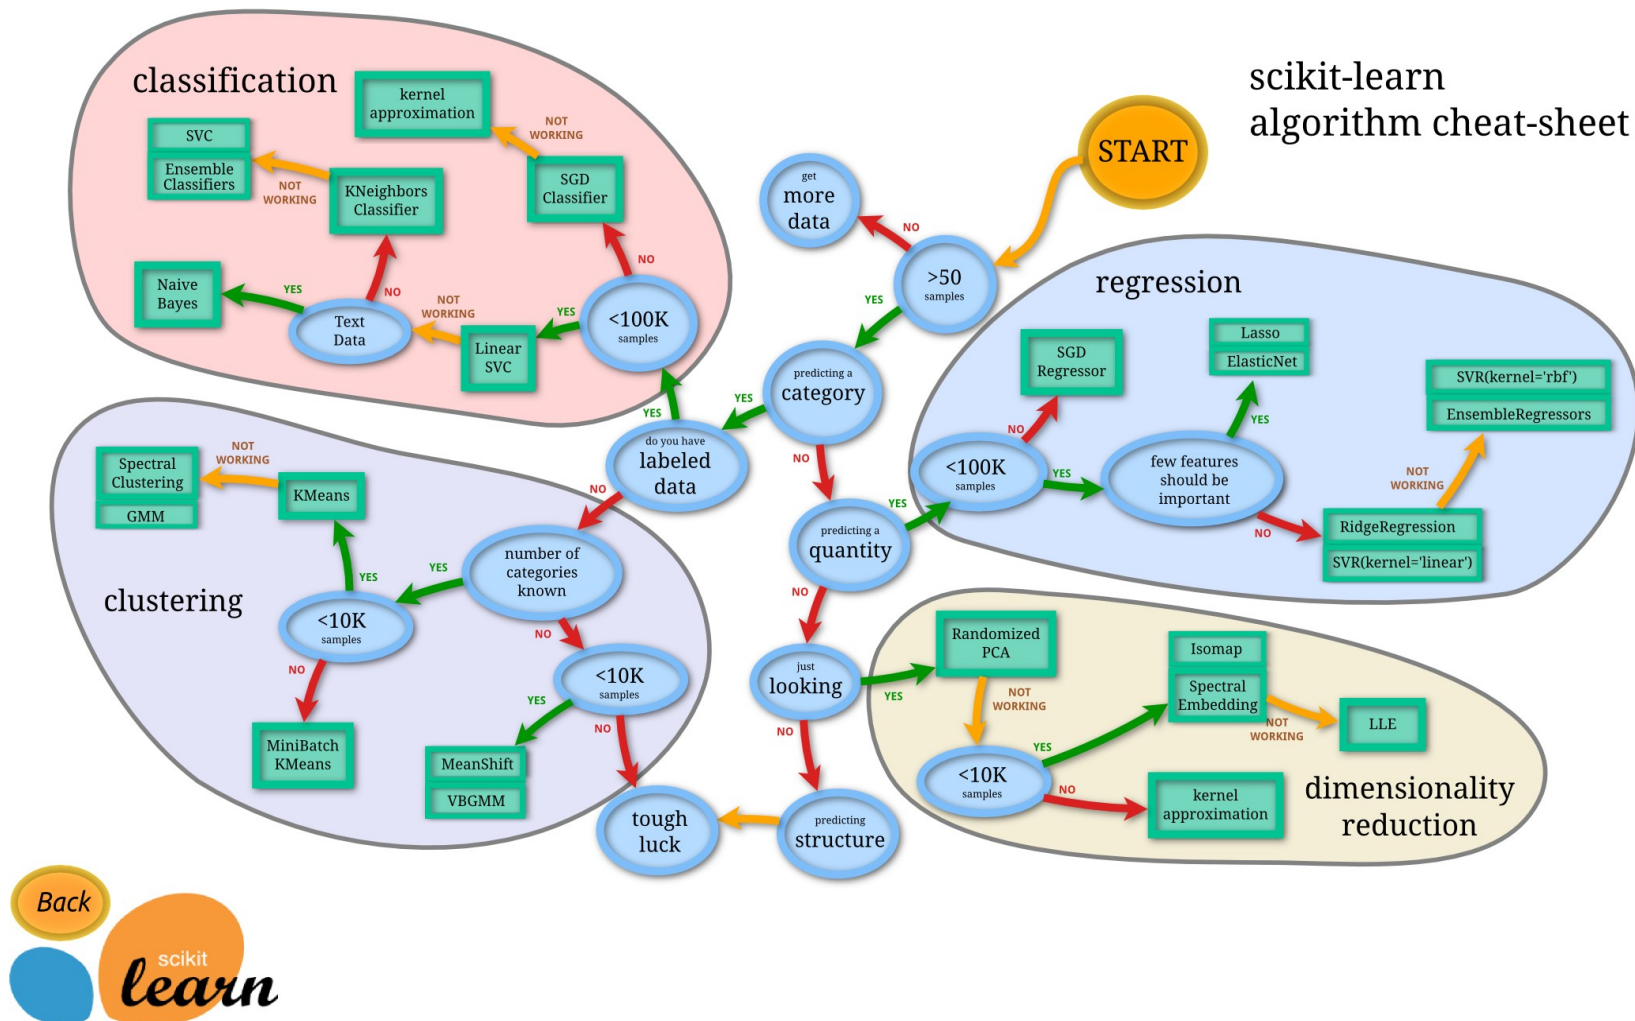 scikit-learn
algorithm cheat-sheet
START
classification
kernel
approximation
NOT
WORKING
SVC
Ensemble
Classifiers
NOT
WORKING
KNeighbors
Classifier
SGD
Classifier
NO
Naive
Bayes
YES
NO
Text
Data
NOT
WORKING
Linear
SVC
YES
<100K
samples
YES
get
more
data
NO
>50
samples
YES
predicting a
category
YES
NO
do you have
labeled
data
NO
predicting a
quantity
YES
NO
just
looking
YES
NO
predicting
structure
tough
luck
regression
SGD
Regressor
Lasso
ElasticNet
YES
SVR(kernel='rbf')
EnsembleRegressors
NO
<100K
samples
YES
few features
should be
important
NOT
WORKING
NO
RidgeRegression
SVR(kernel='linear')
clustering
Spectral
Clustering
GMM
NOT
WORKING
KMeans
number of
categories
known
YES
YES
<10K
samples
NO
NO
<10K
samples
YES
NO
MiniBatch
KMeans
MeanShift
VBGMM
Randomized
PCA
NOT
WORKING
Isomap
Spectral
Embedding
NOT
WORKING
LLE
YES
<10K
samples
NO
kernel
approximation
dimensionality
reduction
Back
scikit
learn